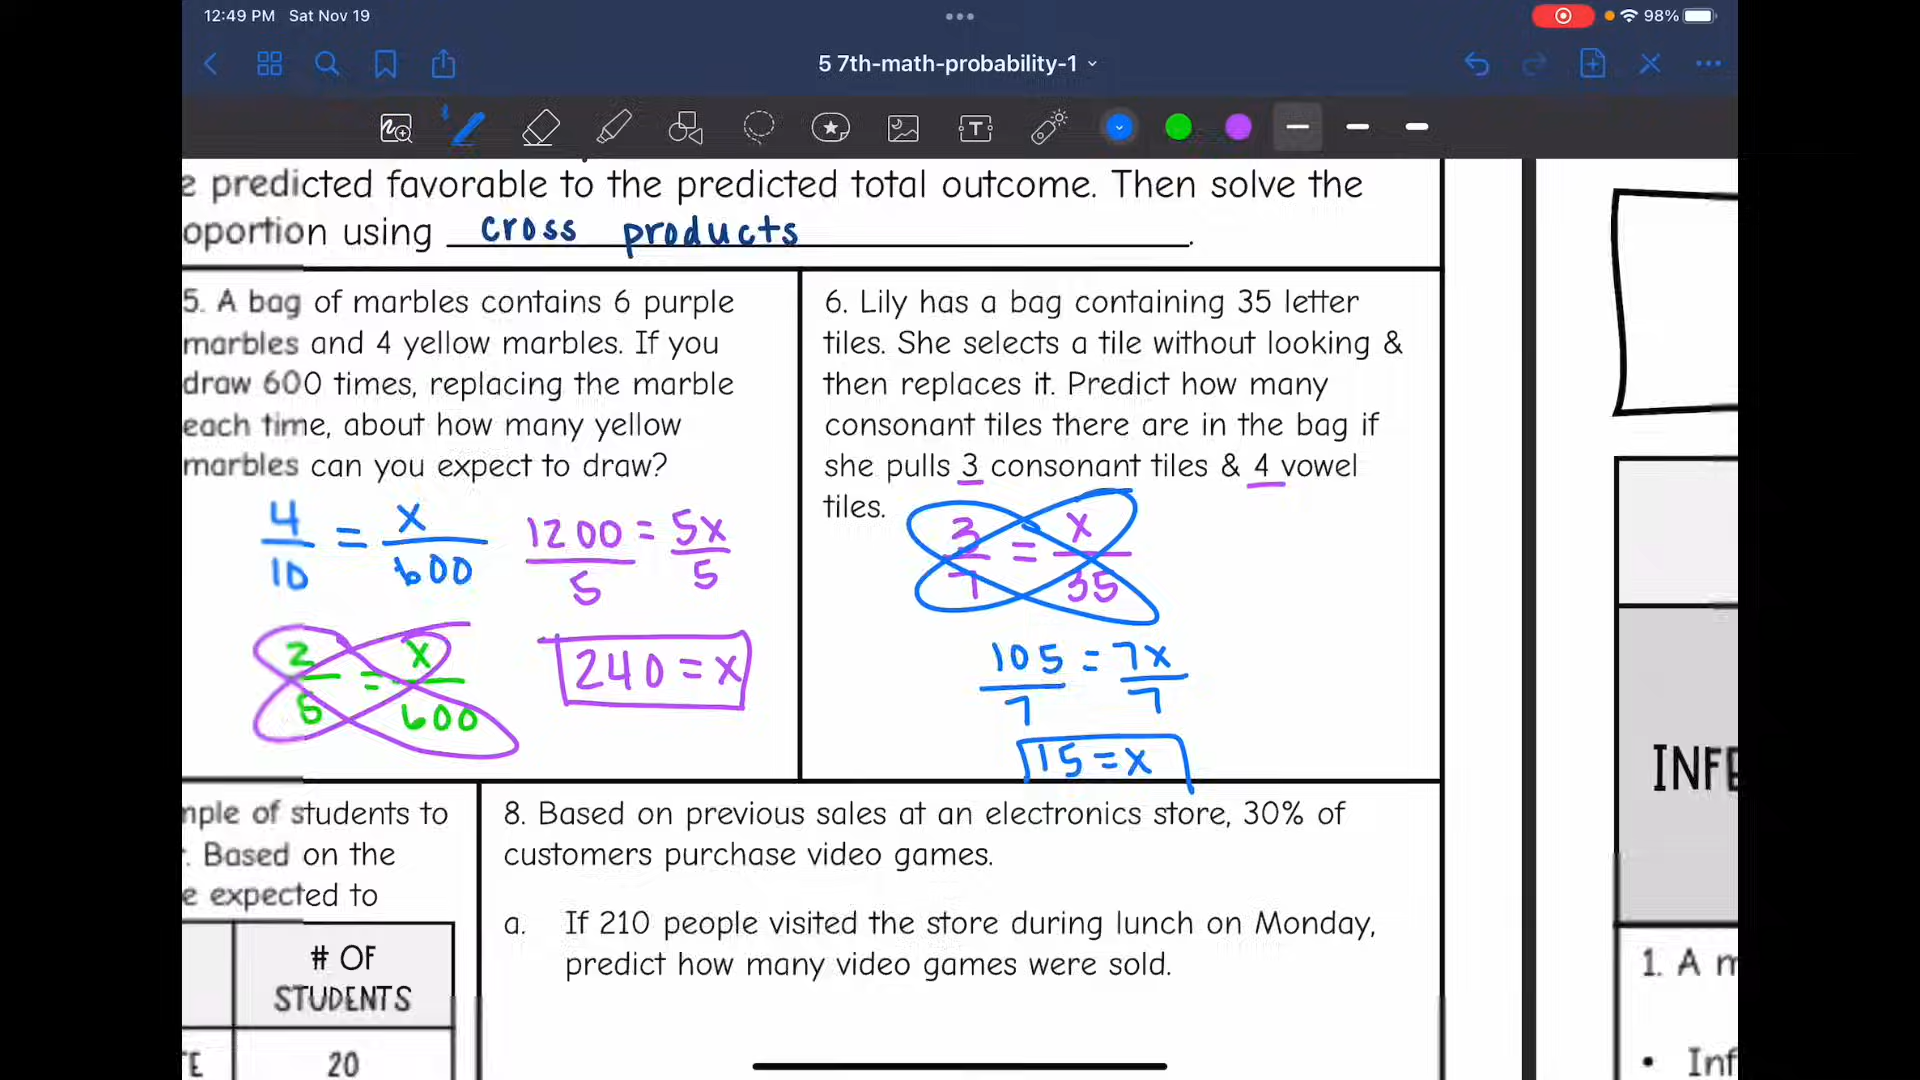 12:49 PM Sat Nov 19
98%
5 7th-math-probability-1
e predicted favorable to the predicted total outcome. Then solve the
oportion using cross products.
5. A bag of marbles contains 6 purple
marbles and 4 yellow marbles. If you
draw 600 times, replacing the marble
each time, about how many yellow
marbles can you expect to draw?
4/10 = x/600
1200/5 = 5x/5
2/5 = x/600
240 = x
6. Lily has a bag containing 35 letter
tiles. She selects a tile without looking &
then replaces it. Predict how many
consonant tiles there are in the bag if
she pulls 3 consonant tiles & 4 vowel
tiles.
3/7 = x/35
105/7 = 7x/7
15 = x
mple of students to
. Based on the
e expected to
# OF
STUDENTS
TE 20
8. Based on previous sales at an electronics store, 30% of
customers purchase video games.
a. If 210 people visited the store during lunch on Monday,
predict how many video games were sold.
INFE
1. A m
• Inf